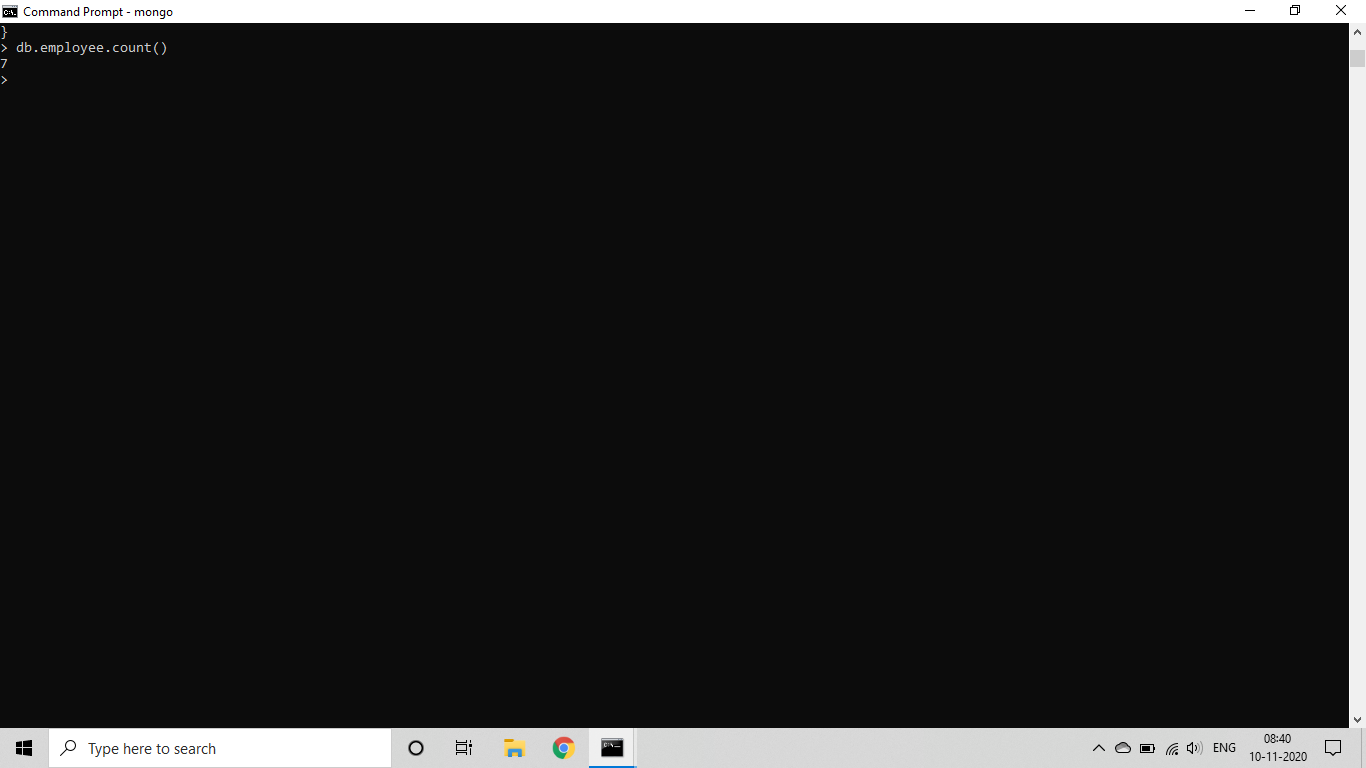 Command Prompt - mongo
}
> db.employee.count()
7
>
Type here to search
ENG
08:40
10-11-2020